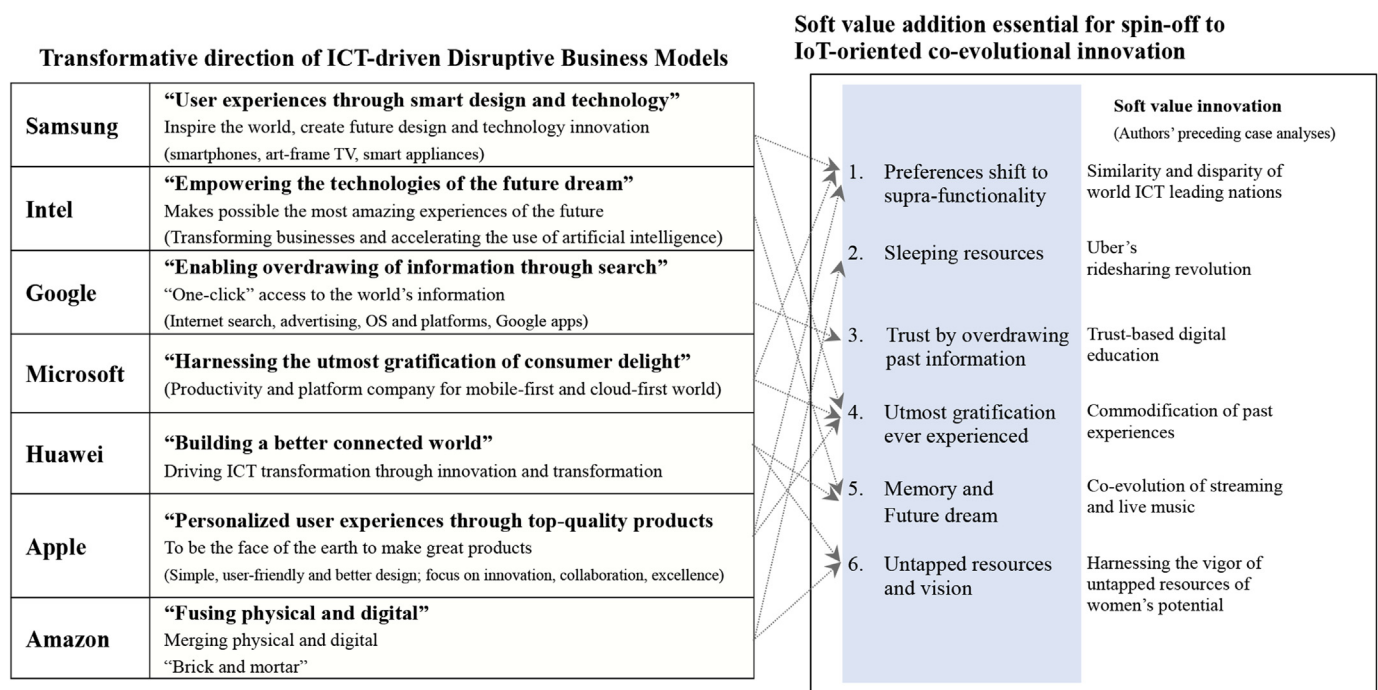 Transformative direction of ICT-driven Disruptive Business Models
Samsung
“User experiences through smart design and technology”
Inspire the world, create future design and technology innovation
(smartphones, art-frame TV, smart appliances)
Intel
“Empowering the technologies of the future dream”
Makes possible the most amazing experiences of the future
(Transforming businesses and accelerating the use of artificial intelligence)
Google
“Enabling overdrawing of information through search”
“One-click” access to the world’s information
(Internet search, advertising, OS and platforms, Google apps)
Microsoft
“Harnessing the utmost gratification of consumer delight”
(Productivity and platform company for mobile-first and cloud-first world)
Huawei
“Building a better connected world”
Driving ICT transformation through innovation and transformation
Apple
“Personalized user experiences through top-quality products
To be the face of the earth to make great products
(Simple, user-friendly and better design; focus on innovation, collaboration, excellence)
Amazon
“Fusing physical and digital”
Merging physical and digital
“Brick and mortar”
Soft value addition essential for spin-off to
IoT-oriented co-evolutional innovation
Soft value innovation
(Authors’ preceding case analyses)
1. Preferences shift to
supra-functionality
Similarity and disparity of
world ICT leading nations
2. Sleeping resources
Uber’s
ridesharing revolution
3. Trust by overdrawing
past information
Trust-based digital
education
4. Utmost gratification
ever experienced
Commodification of past
experiences
5. Memory and
Future dream
Co-evolution of streaming
and live music
6. Untapped resources
and vision
Harnessing the vigor of
untapped resources of
women’s potential